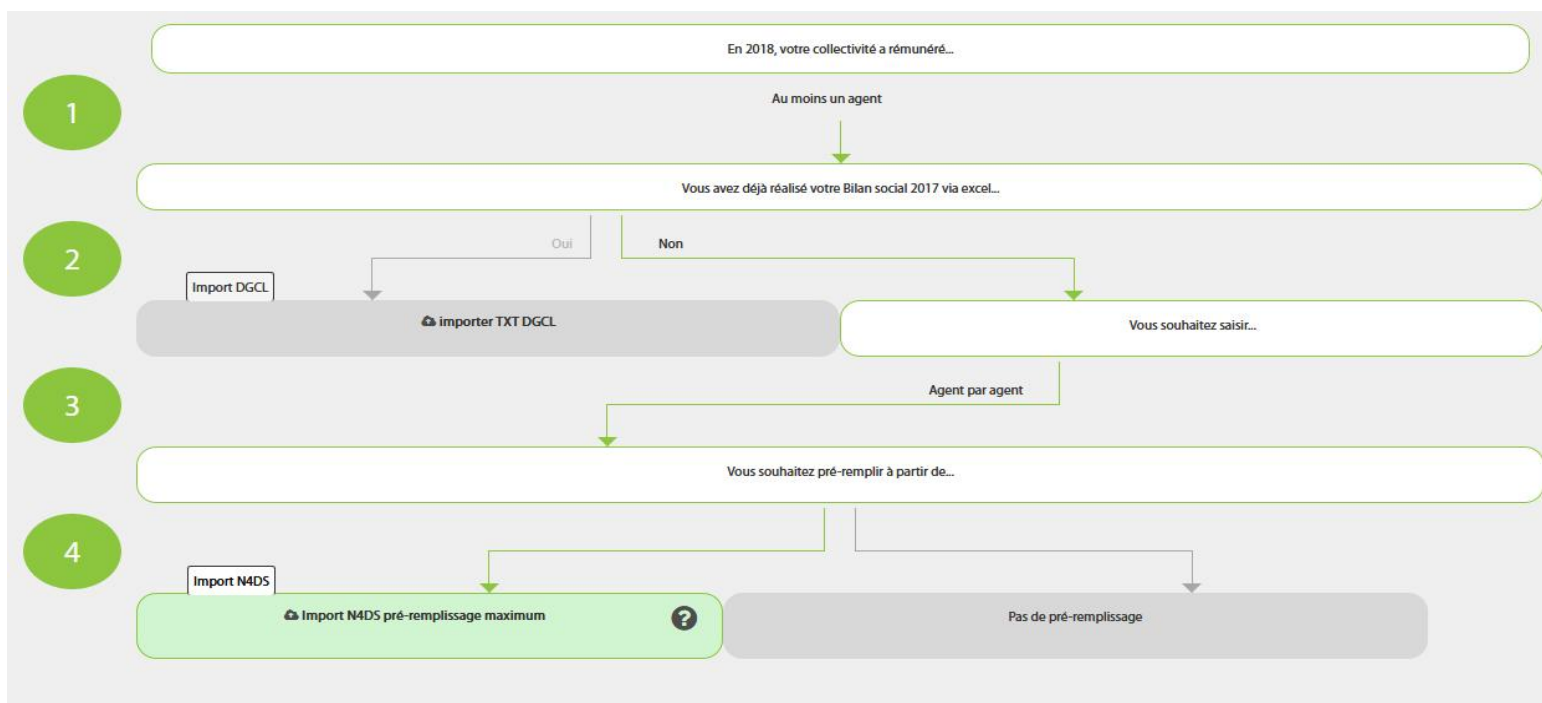 En 2018, votre collectivité a rémunéré...
1
Au moins un agent
Vous avez déjà réalisé votre Bilan social 2017 via excel...
2
Oui
Non
Import DGCL
importer TXT DGCL
Vous souhaitez saisir...
3
Agent par agent
Vous souhaitez pré-remplir à partir de...
4
Import N4DS
Import N4DS pré-remplissage maximum
?
Pas de pré-remplissage